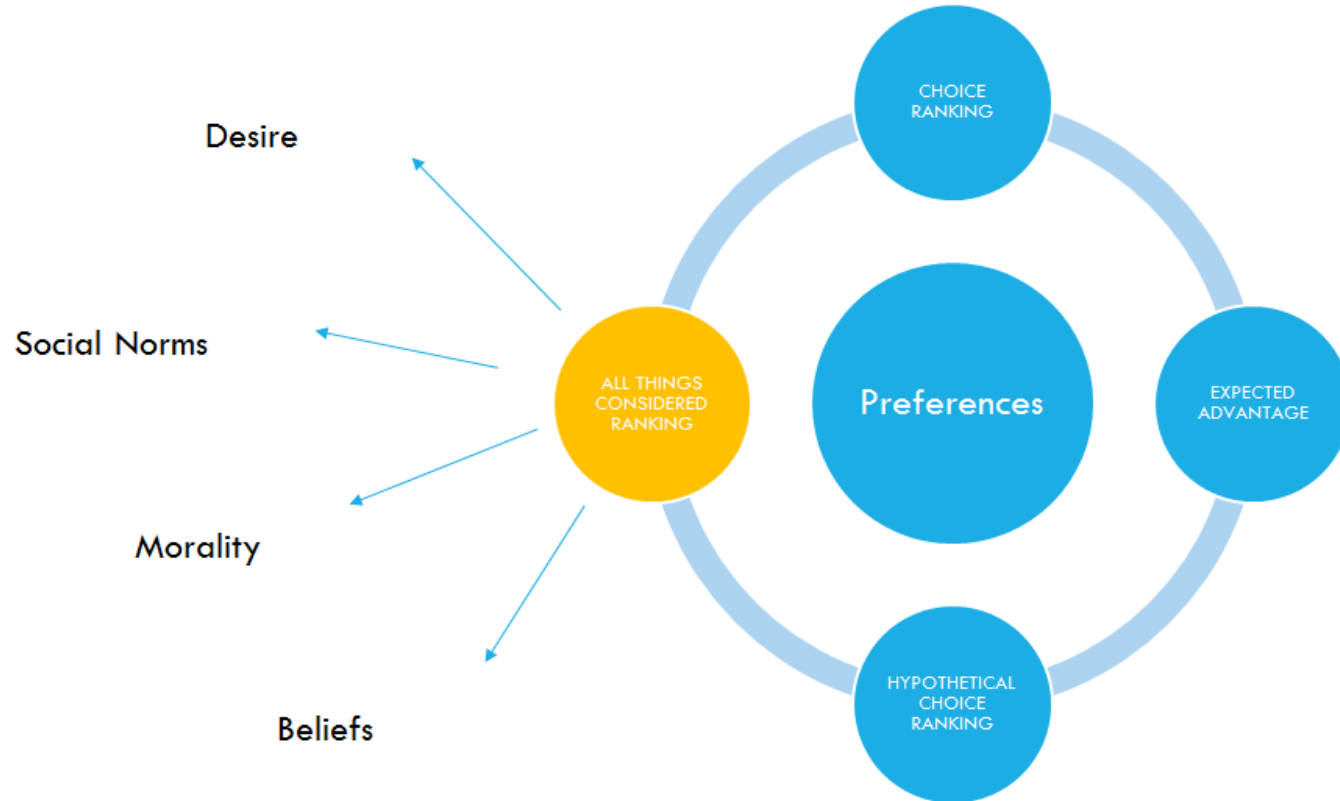 CHOICE
RANKING
Desire
Social Norms
ALL THINGS
CONSIDERED
RANKING
Preferences
EXPECTED
ADVANTAGE
Morality
HYPOTHETICAL
CHOICE
RANKING
Beliefs